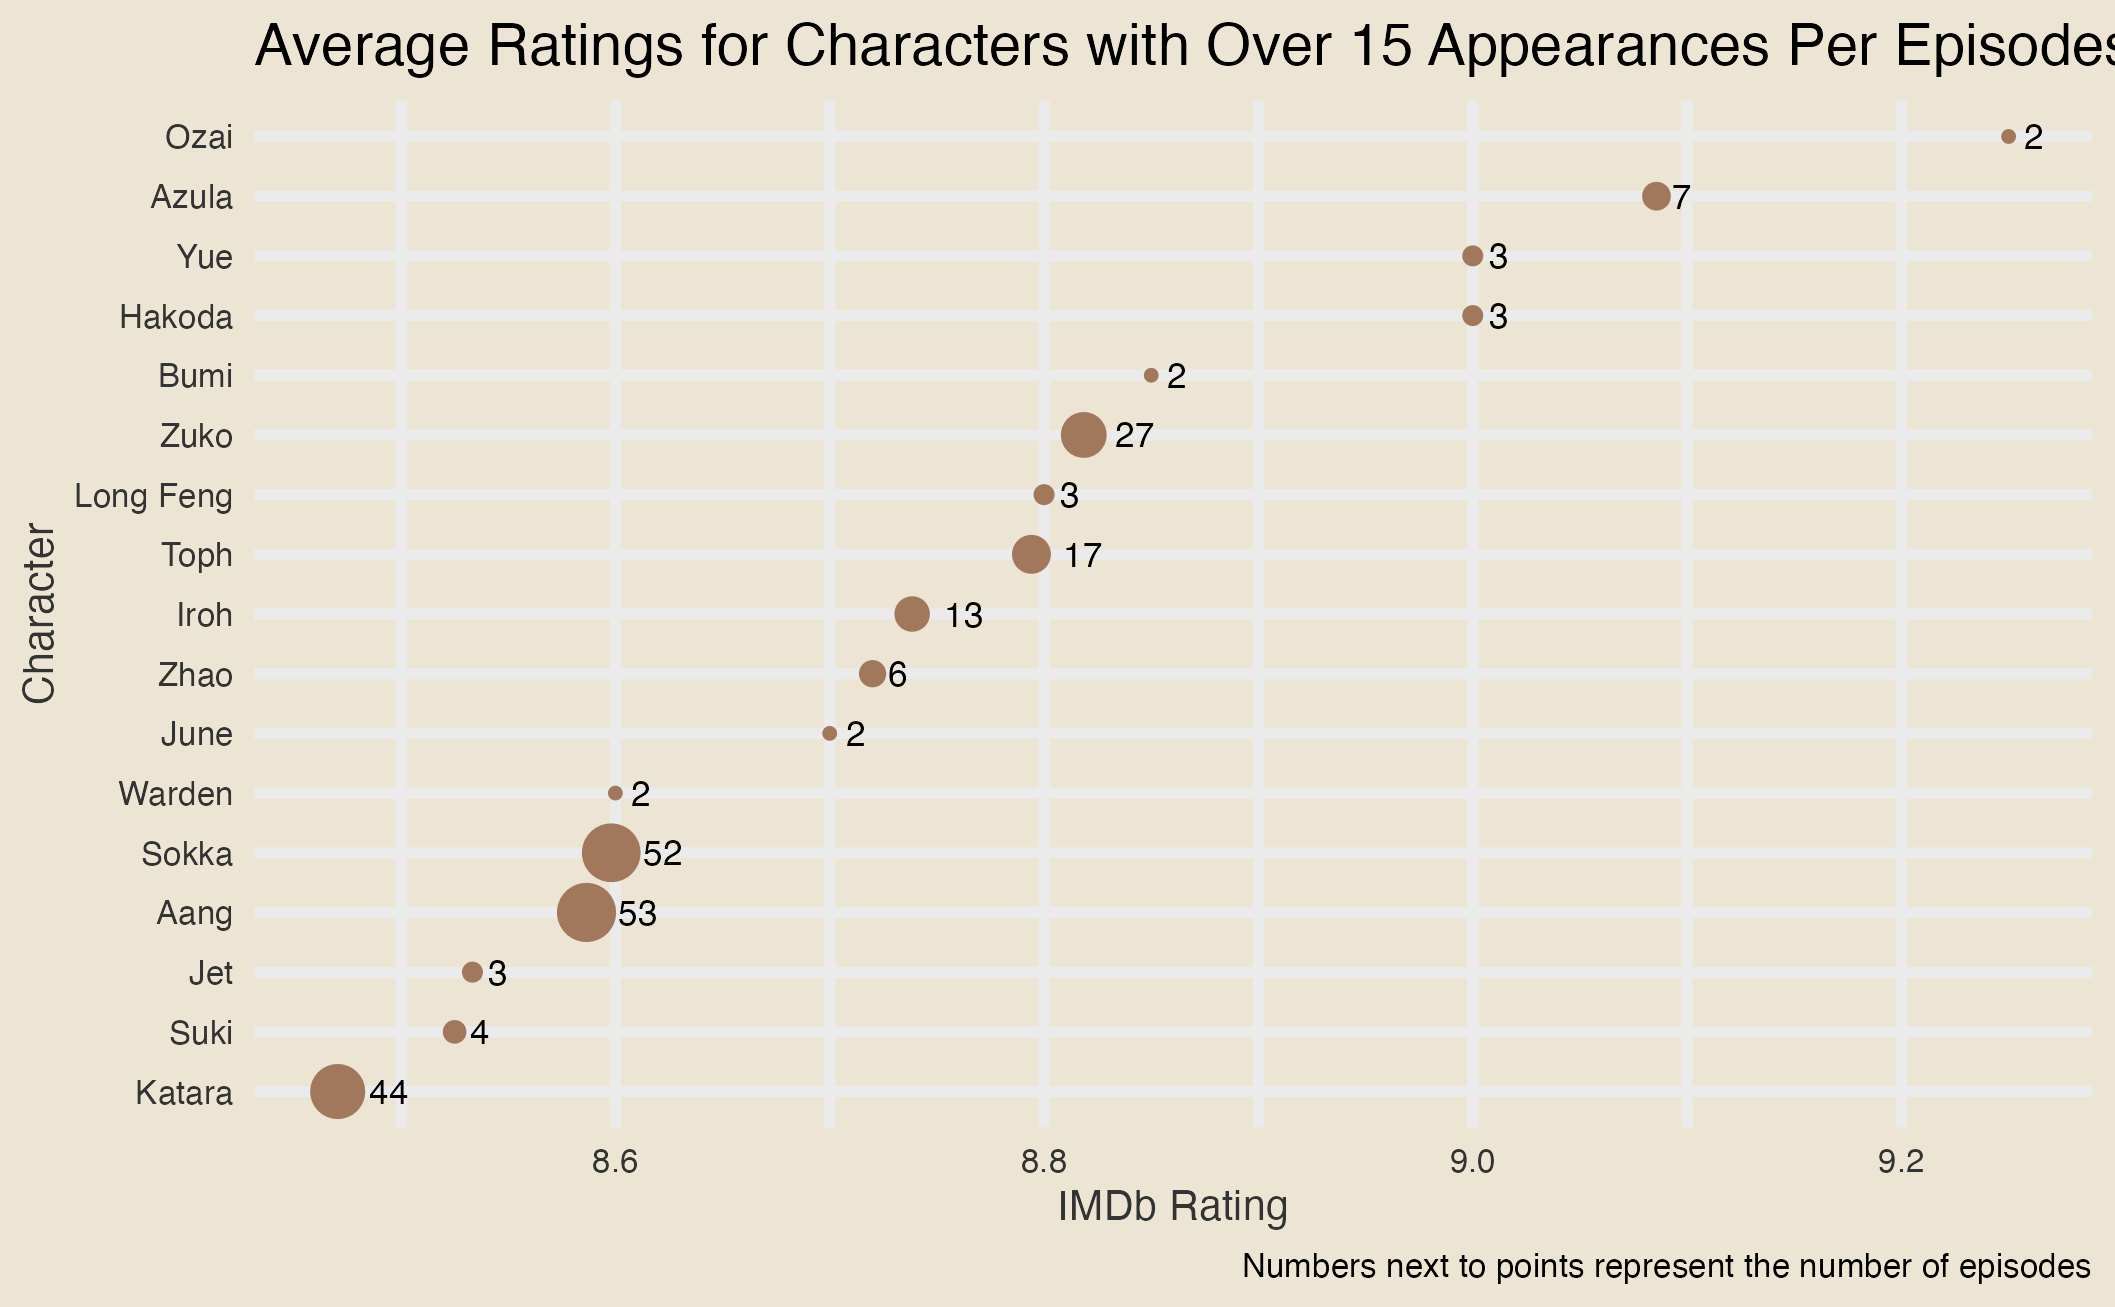 Average Ratings for Characters with Over 15 Appearances Per Episodes
Ozai 2
Azula 7
Yue 3
Hakoda 3
Bumi 2
Zuko 27
Long Feng 3
Toph 17
Iroh 13
Zhao 6
June 2
Warden 2
Sokka 52
Aang 53
Jet 3
Suki 4
Katara 44
Character
8.6 8.8 9.0 9.2
IMDb Rating
Numbers next to points represent the number of episodes